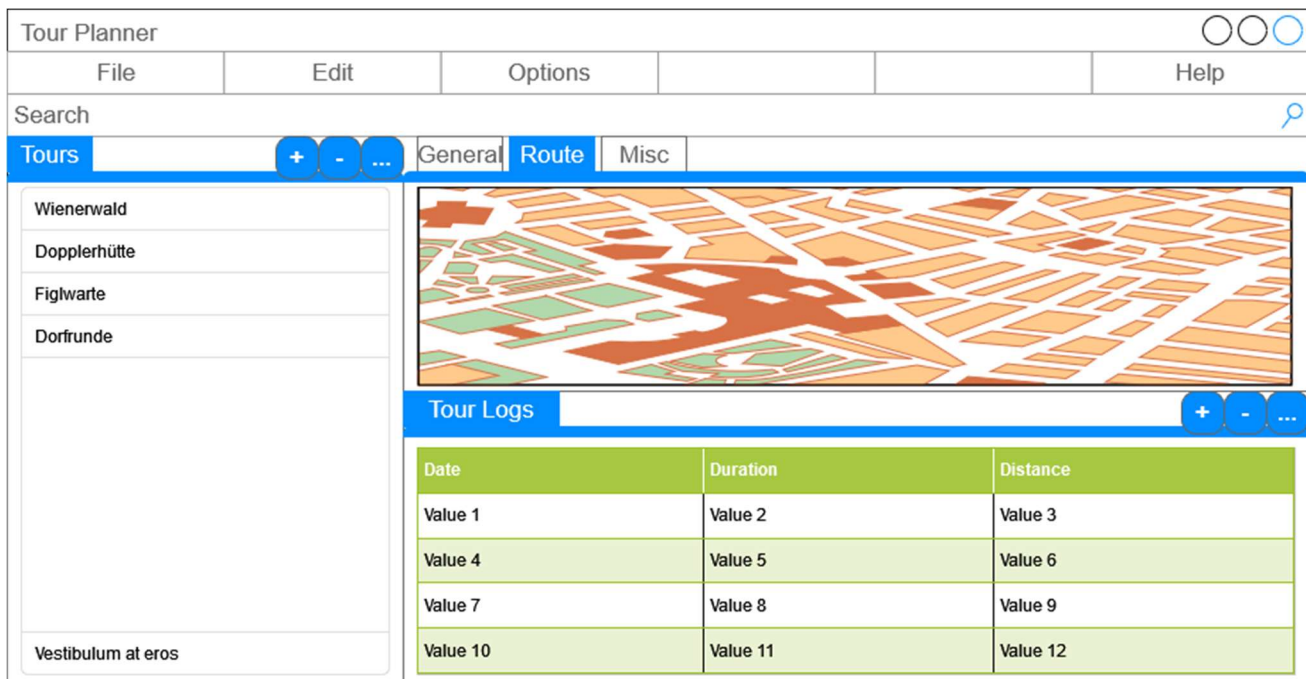 Tour Planner
File Edit Options Help
Search
Tours + - ...
General Route Misc
Wienerwald
Dopplerhütte
Figlwarte
Dorfrunde
Vestibulum at eros
Tour Logs + - ...
Date Duration Distance
Value 1 Value 2 Value 3
Value 4 Value 5 Value 6
Value 7 Value 8 Value 9
Value 10 Value 11 Value 12